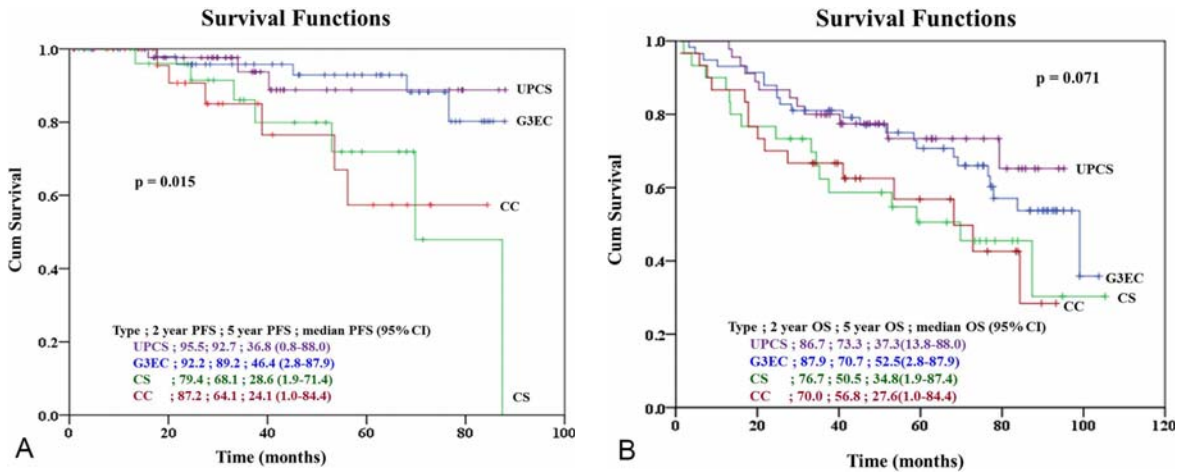 Survival Functions
1.0
0.8
0.6
0.4
0.2
0.0
Cum Survival
UPCS
G3EC
p = 0.015
CC
Type ; 2 year PFS ; 5 year PFS ; median PFS (95% CI)
UPCS ; 95.5; 92.7 ; 36.8 (0.8-88.0)
G3EC ; 92.2 ; 89.2 ; 46.4 (2.8-87.9)
CS ; 79.4 ; 68.1 ; 28.6 (1.9-71.4)
CC ; 87.2 ; 64.1 ; 24.1 (1.0-84.4)
CS
0 20 40 60 80 100
Time (months)
A
Survival Functions
1.0
0.8
0.6
0.4
0.2
0.0
Cum Survival
p = 0.071
UPCS
G3EC
CS
CC
Type ; 2 year OS ; 5 year OS ; median OS (95% CI)
UPCS ; 86.7 ; 73.3 ; 37.3(13.8-88.0)
G3EC ; 87.9 ; 70.7 ; 52.5(2.8-87.9)
CS ; 76.7 ; 50.5 ; 34.8(1.9-87.4)
CC ; 70.0 ; 56.8 ; 27.6(1.0-84.4)
0 20 40 60 80 100 120
Time (months)
B